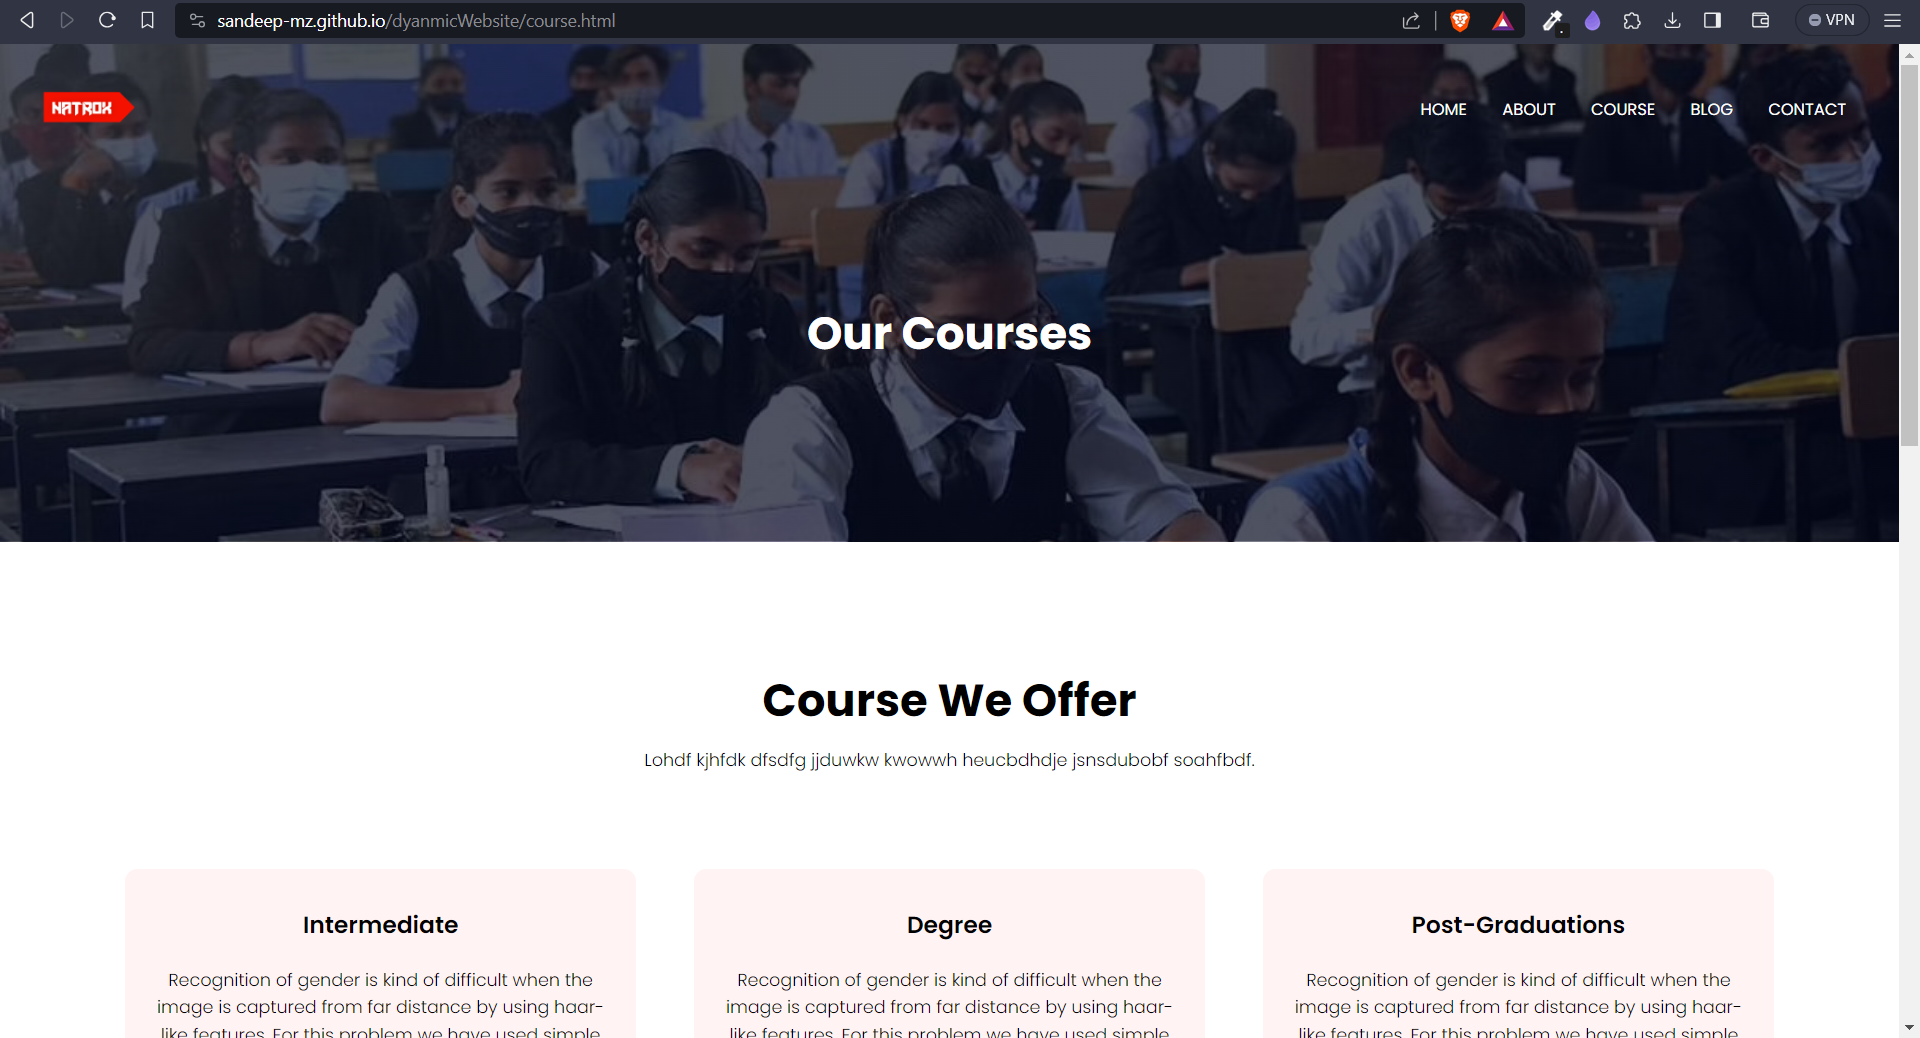 sandeep-mz.github.io/dyanmicWebsite/course.html
VPN
NATROX
HOME ABOUT COURSE BLOG CONTACT
Our Courses
Course We Offer
Lohdf kjhfdk dfsdfg jjduwkw kwowwh heucbdhdje jsnsdubobf soahfbdf.
Intermediate
Recognition of gender is kind of difficult when the
image is captured from far distance by using haar-
like features. For this problem we have used simple
Degree
Recognition of gender is kind of difficult when the
image is captured from far distance by using haar-
like features. For this problem we have used simple
Post-Graduations
Recognition of gender is kind of difficult when the
image is captured from far distance by using haar-
like features. For this problem we have used simple